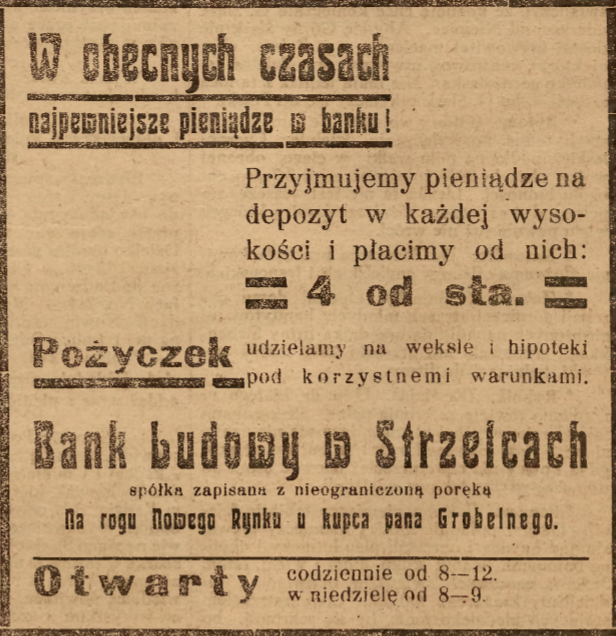 W obecnych czasach
najpewniejsze pieniądze w banku!
Przyjmujemy pieniądze na
depozyt w każdej wyso-
kości i płacimy od nich:
4 od sta.
Pożyczek udzielamy na weksle i hipoteki
pod korzystnemi warunkami.
Bank budowy w Strzelcach
spółka zapisana z nieograniczoną poręką
Na rogu Nowego Rynku u kupca pana Grobelnego.
Otwarty codziennie od 8—12.
w niedzielę od 8—9.